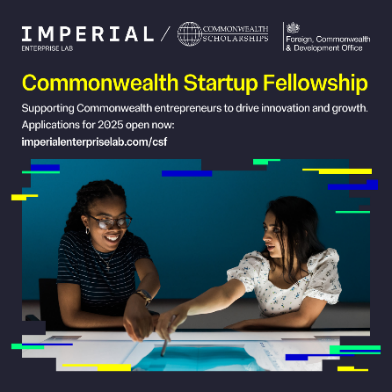 IMPERIAL
ENTERPRISE LAB
COMMONWEALTH
SCHOLARSHIPS
Foreign, Commonwealth
& Development Office
Commonwealth Startup Fellowship
Supporting Commonwealth entrepreneurs to drive innovation and growth.
Applications for 2025 open now:
imperialenterpriselab.com/csf